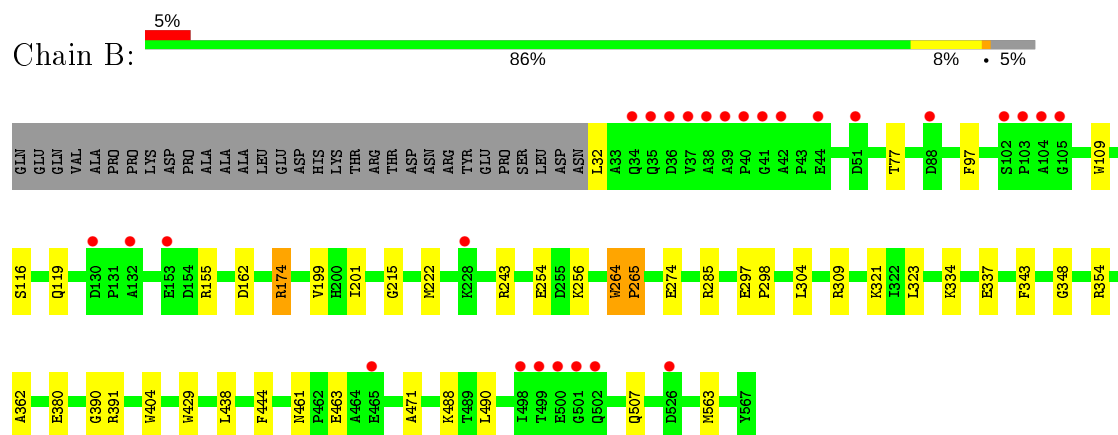 5%
Chain B:
86% 8% • 5%
GLN GLU GLN VAL ALA PRO PRO LYS ASP PRO ALA ALA ALA LEU GLU ASP HIS LYS THR ARG THR ASP ASN ARG TYR GLU PRO SER LEU ASP ASN L32 A33 Q34 Q35 D36 V37 A38 A39 P40 G41 A42 P43 E44 D51 T77 D88 F97 S102 P103 A104 G105 W109
S116 Q119 D130 P131 A132 E153 D154 R155 D162 R174 V199 H200 I201 G215 M222 K228 R243 E254 D255 K256 W264 P265 E274 R285 E297 P298 L304 R309 K321 I322 L323 K334 E337 F343 G348 R354
A362 E380 G390 R391 W404 W429 L438 F444 N461 P462 E463 A464 E465 A471 K488 T489 L490 I498 T499 E500 G501 Q502 Q507 D526 M563 Y567